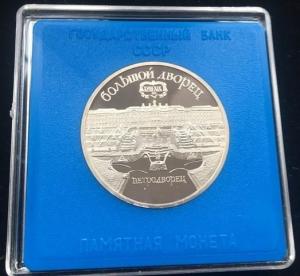 ГОСУДАРСТВЕННЫЙ БАНК
СССР
БОЛЬШОЙ ДВОРЕЦ
ПЕТРОДВОРЕЦ
ПАМЯТНАЯ МОНЕТА